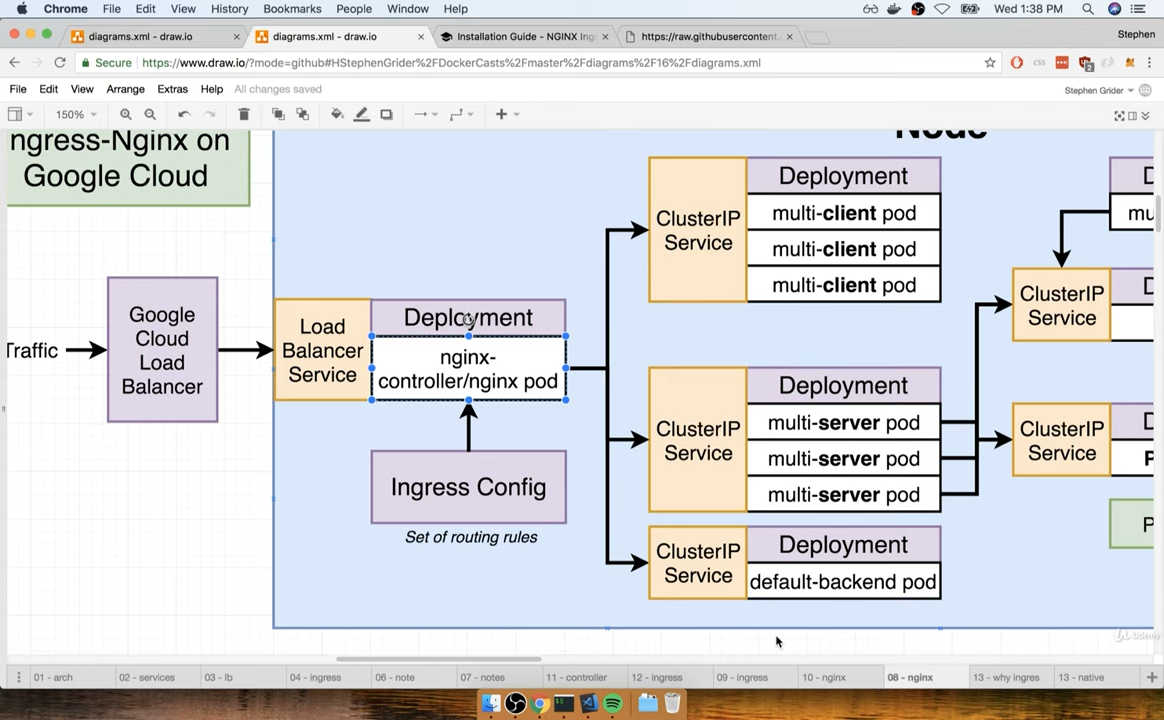 Chrome File Edit View History Bookmarks People Window Help Wed 1:38 PM
diagrams.xml - draw.io
diagrams.xml - draw.io
Installation Guide - NGINX Ing
https://raw.githubusercontent.
Stephen
Secure https://www.draw.io/?mode=github#HStephenGrider%2FDockerCasts%2Fmaster%2Fdiagrams%2F16%2Fdiagrams.xml
css
2
File Edit View Arrange Extras Help All changes saved
Stephen Grider
150%
ngress-Nginx on
Google Cloud
Node
Traffic
Google
Cloud
Load
Balancer
Load
Balancer
Service
Deployment
nginx-
controller/nginx pod
Ingress Config
Set of routing rules
ClusterIP
Service
Deployment
multi-client pod
multi-client pod
multi-client pod
ClusterIP
Service
Deployment
multi-server pod
multi-server pod
multi-server pod
ClusterIP
Service
Deployment
default-backend pod
D
mu
ClusterIP
Service
D
ClusterIP
Service
D
P
P
Udemy
01 - arch
02 - services
03 - lb
04 - ingress
06 - note
07 - notes
11 - controller
12 - ingress
09 - ingress
10 - nginx
08 - nginx
13 - why ingres
13 - native